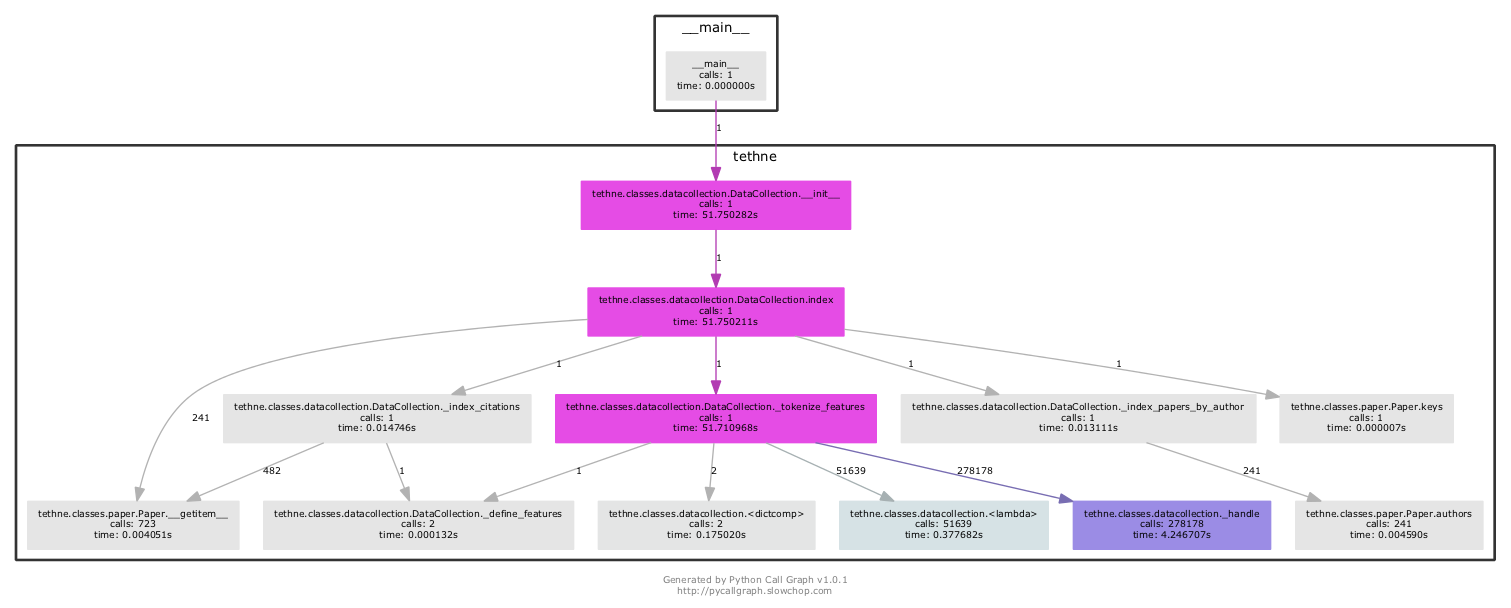 __main__
__main__
calls: 1
time: 0.000000s
1
tethne
tethne.classes.datacollection.DataCollection.__init__
calls: 1
time: 51.750282s
1
tethne.classes.datacollection.DataCollection.index
calls: 1
time: 51.750211s
1
1
1
1
241
tethne.classes.datacollection.DataCollection._index_citations
calls: 1
time: 0.014746s
tethne.classes.datacollection.DataCollection._tokenize_features
calls: 1
time: 51.710968s
tethne.classes.datacollection.DataCollection._index_papers_by_author
calls: 1
time: 0.013111s
tethne.classes.paper.Paper.keys
calls: 1
time: 0.000007s
482
1
1
2
51639
278178
241
tethne.classes.paper.Paper.__getitem__
calls: 723
time: 0.004051s
tethne.classes.datacollection.DataCollection._define_features
calls: 2
time: 0.000132s
tethne.classes.datacollection.<dictcomp>
calls: 2
time: 0.175020s
tethne.classes.datacollection.<lambda>
calls: 51639
time: 0.377682s
tethne.classes.datacollection._handle
calls: 278178
time: 4.246707s
tethne.classes.paper.Paper.authors
calls: 241
time: 0.004590s
Generated by Python Call Graph v1.0.1
http://pycallgraph.slowchop.com